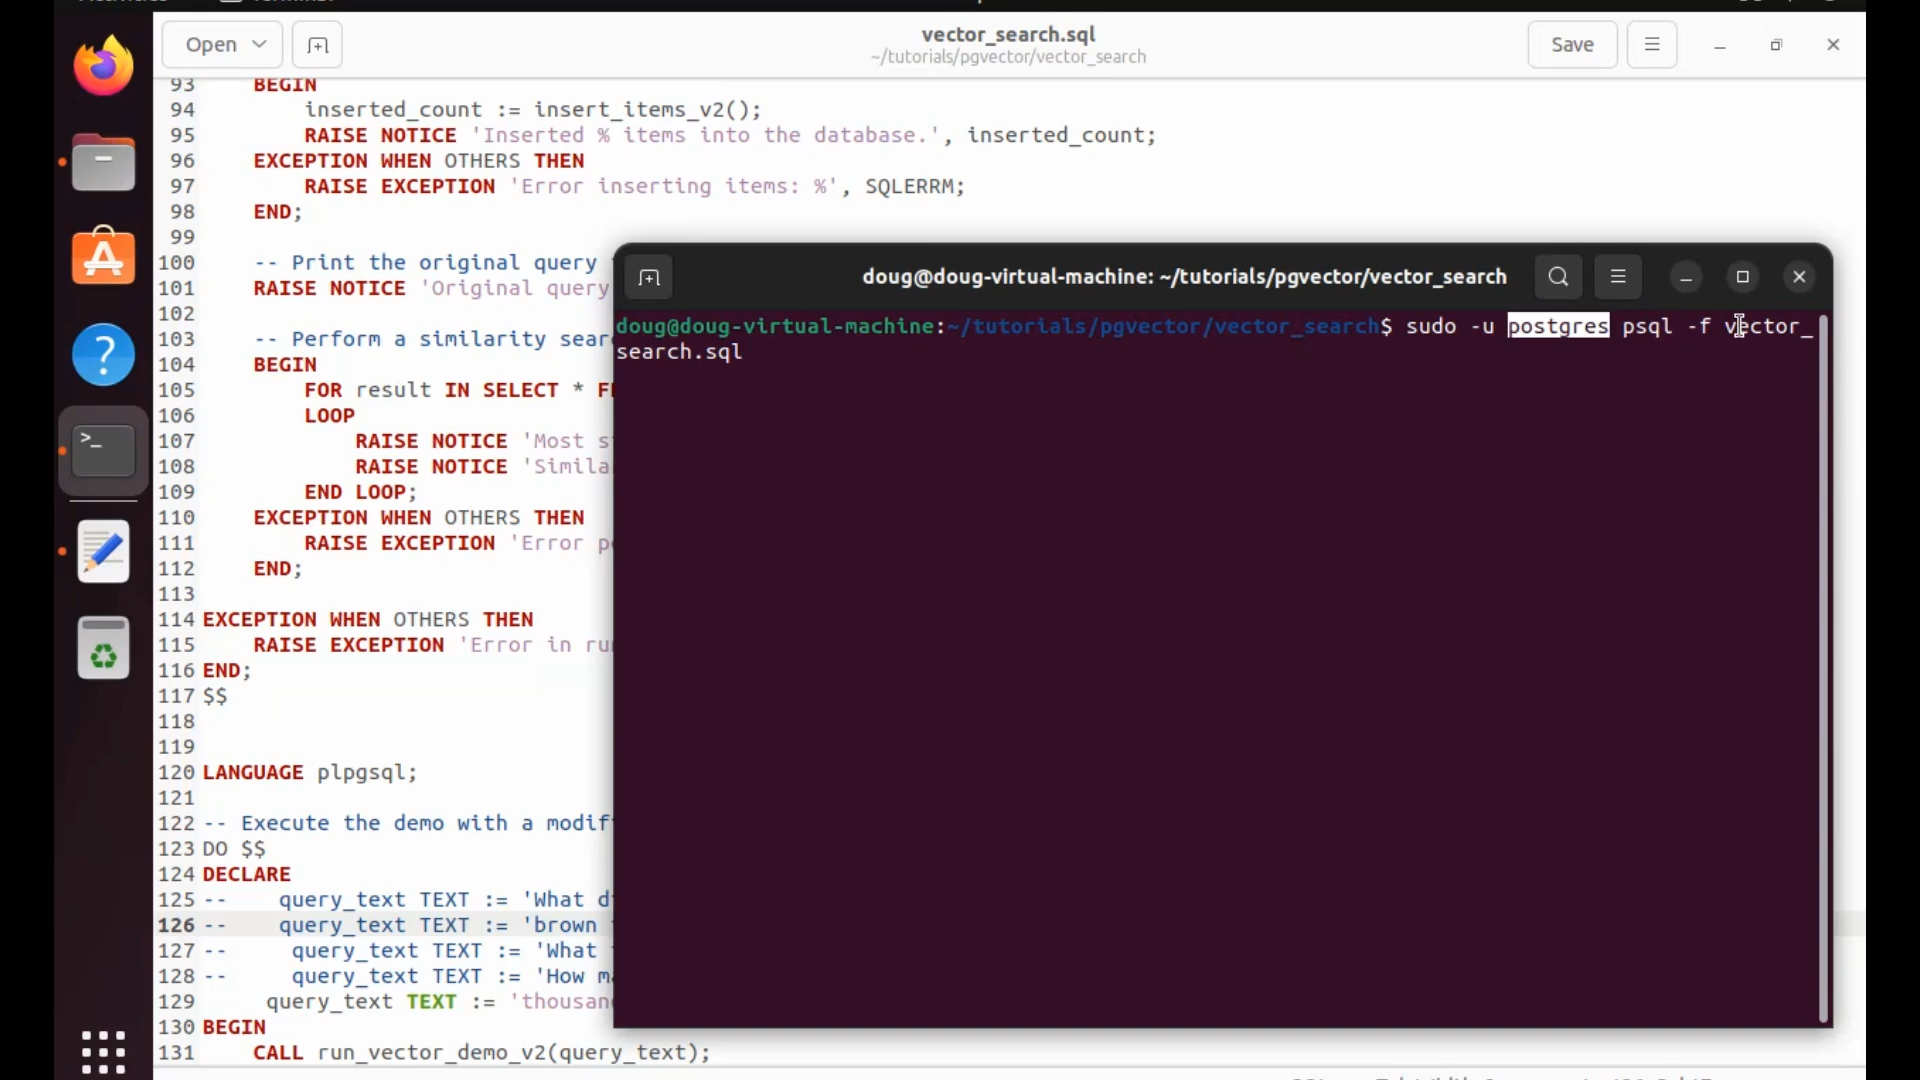 Open
vector_search.sql
~/tutorials/pgvector/vector_search
Save
93 BEGIN
94 inserted_count := insert_items_v2();
95 RAISE NOTICE 'Inserted % items into the database.', inserted_count;
96 EXCEPTION WHEN OTHERS THEN
97 RAISE EXCEPTION 'Error inserting items: %', SQLERRM;
98 END;
99
100 -- Print the original query
101 RAISE NOTICE 'Original query
102
103 -- Perform a similarity sear
104 BEGIN
105 FOR result IN SELECT * F
106 LOOP
107 RAISE NOTICE 'Most s
108 RAISE NOTICE 'Simila
109 END LOOP;
110 EXCEPTION WHEN OTHERS THEN
111 RAISE EXCEPTION 'Error p
112 END;
113
114 EXCEPTION WHEN OTHERS THEN
115 RAISE EXCEPTION 'Error in ru
116 END;
117 $$
118
119
120 LANGUAGE plpgsql;
121
122 -- Execute the demo with a modif
123 DO $$
124 DECLARE
125 -- query_text TEXT := 'What d
126 -- query_text TEXT := 'brown
127 -- query_text TEXT := 'What
128 -- query_text TEXT := 'How m
129 query_text TEXT := 'thousan
130 BEGIN
131 CALL run_vector_demo_v2(query_text);
doug@doug-virtual-machine: ~/tutorials/pgvector/vector_search
doug@doug-virtual-machine:~/tutorials/pgvector/vector_search$ sudo -u postgres psql -f vector_
search.sql